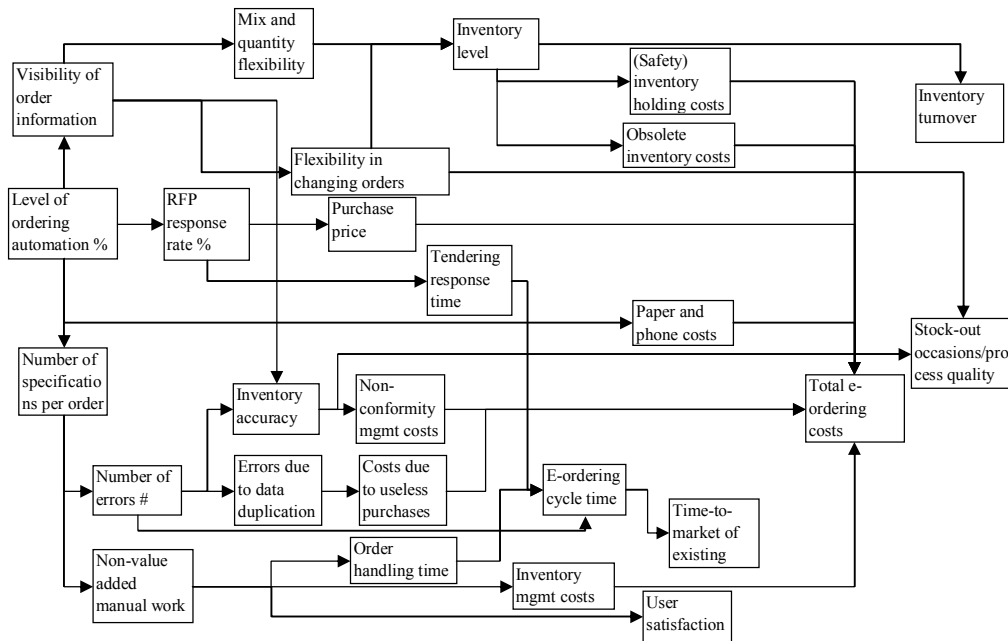 Mix and
quantity
flexibility
Inventory
level
Visibility of
order
information
(Safety)
inventory
holding costs
Inventory
turnover
Obsolete
inventory costs
Flexibility in
changing orders
Level of
ordering
automation %
RFP
response
rate %
Purchase
price
Tendering
response
time
Paper and
phone costs
Stock-out
occasions/pro
cess quality
Number of
specificatio
ns per order
Inventory
accuracy
Non-
conformity
mgmt costs
Total e-
ordering
costs
Number of
errors #
Errors due
to data
duplication
Costs due
to useless
purchases
E-ordering
cycle time
Time-to-
market of
existing
Non-value
added
manual work
Order
handling time
Inventory
mgmt costs
User
satisfaction